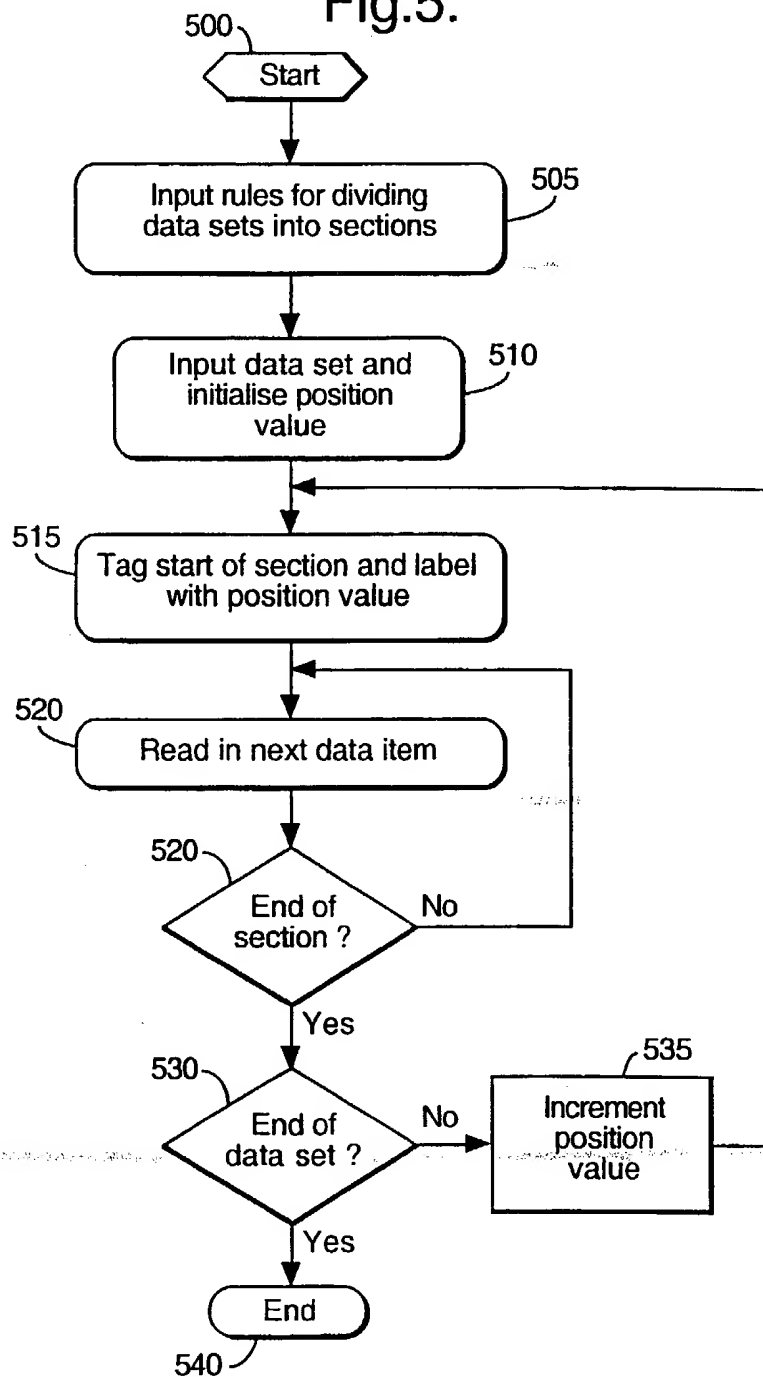 Fig.5.
500
Start
Input rules for dividing
data sets into sections
505
Input data set and
initialise position
value
510
515
Tag start of section and label
with position value
520
Read in next data item
520
End of
section ?
No
Yes
530
End of
data set ?
No
535
Increment
position
value
Yes
End
540